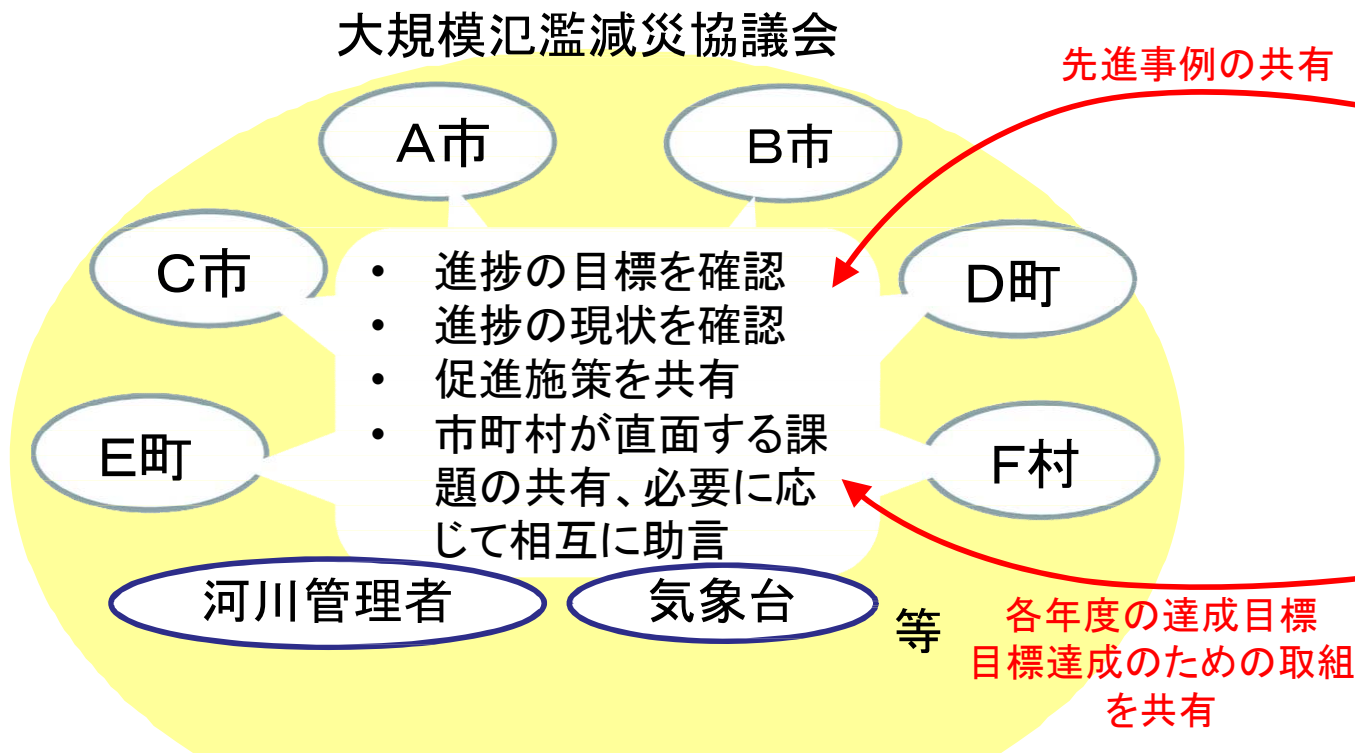 大規模氾濫減災協議会
先進事例の共有
A市
B市
C市
D町
• 進捗の目標を確認
• 進捗の現状を確認
• 促進施策を共有
• 市町村が直面する課
題の共有、必要に応
じて相互に助言
E町
F村
河川管理者
気象台
等
各年度の達成目標
目標達成のための取組
を共有